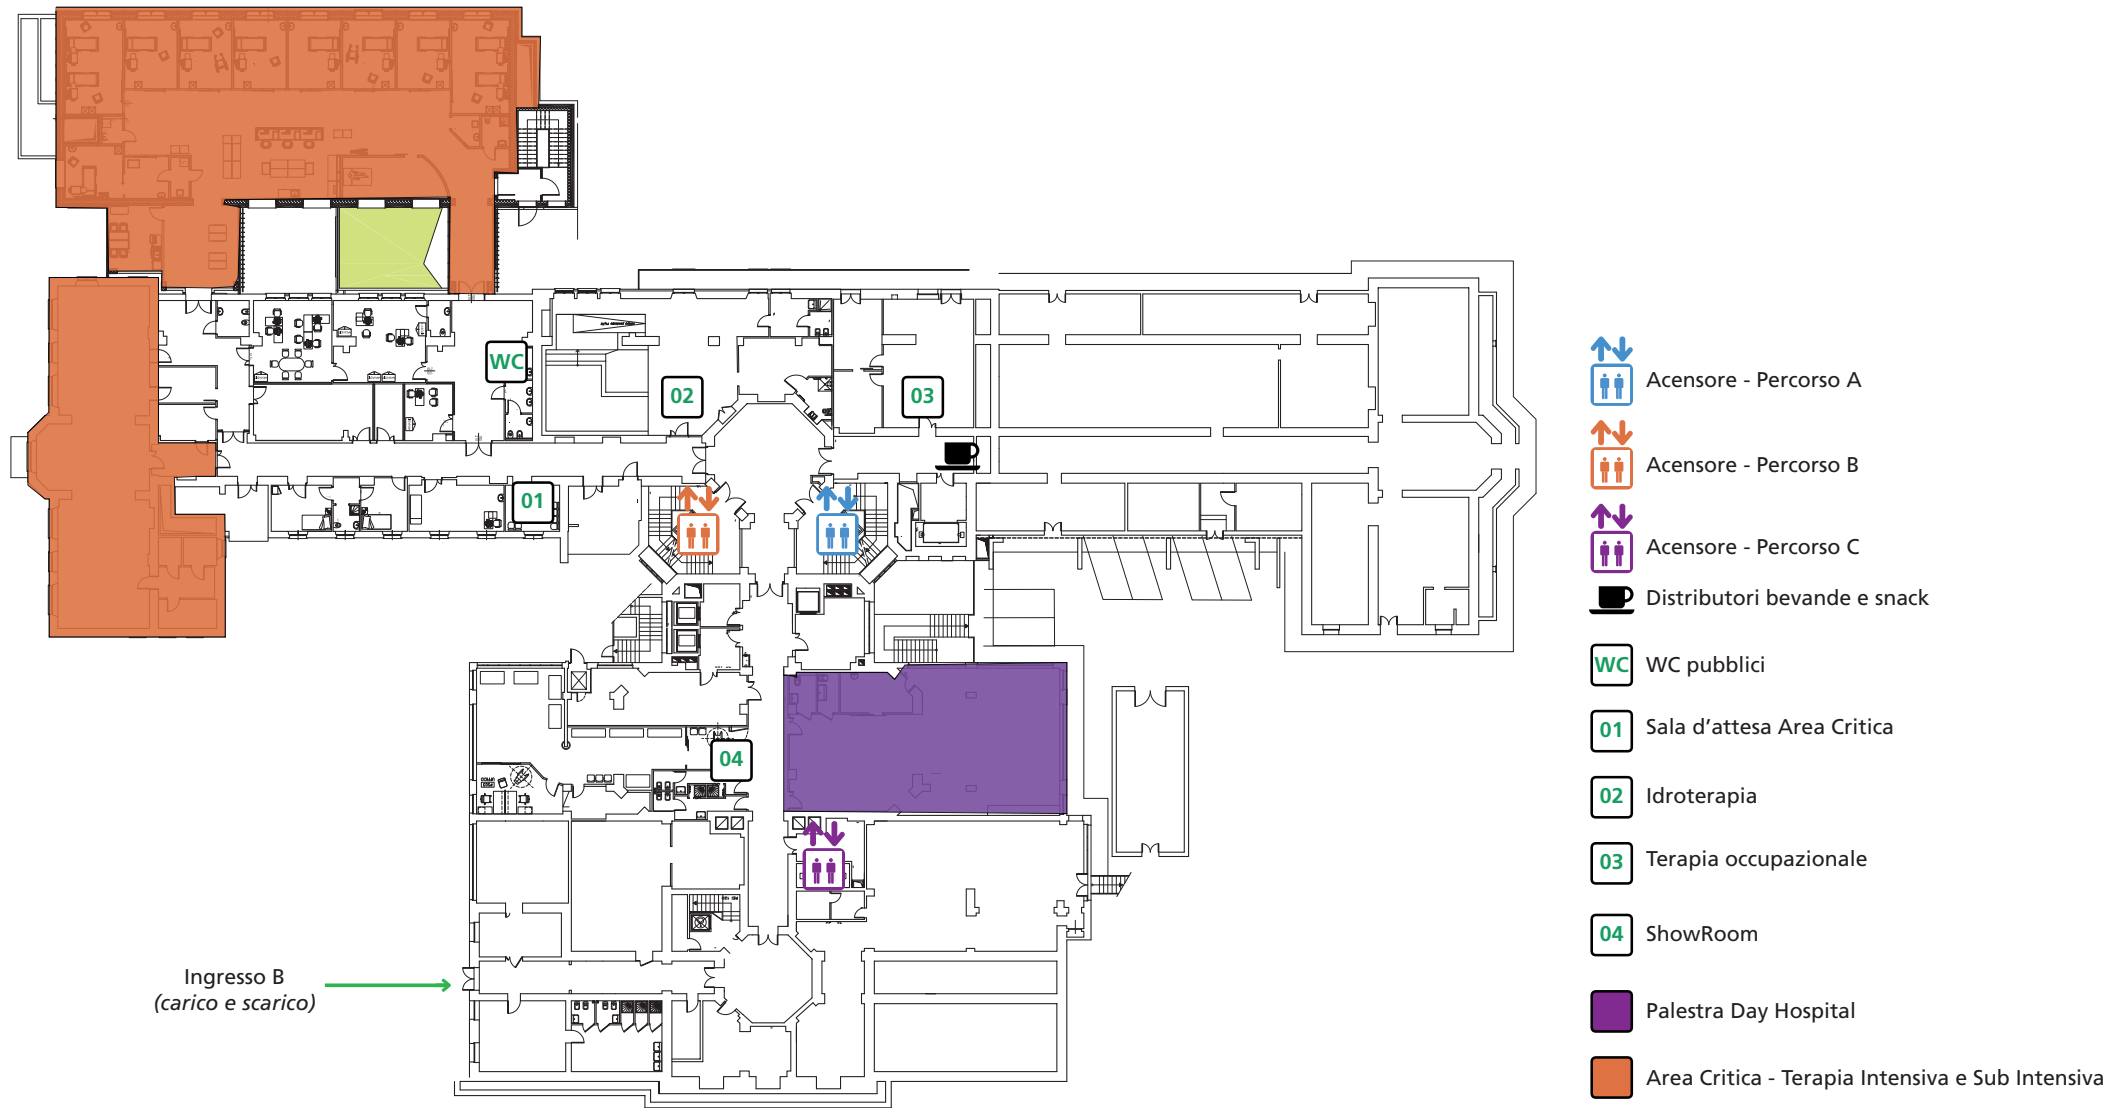 WC
02
03
01
04
Ingresso B
(carico e scarico)
Acensore - Percorso A
Acensore - Percorso B
Acensore - Percorso C
Distributori bevande e snack
WC WC pubblici
01 Sala d'attesa Area Critica
02 Idroterapia
03 Terapia occupazionale
04 ShowRoom
Palestra Day Hospital
Area Critica - Terapia Intensiva e Sub Intensiva